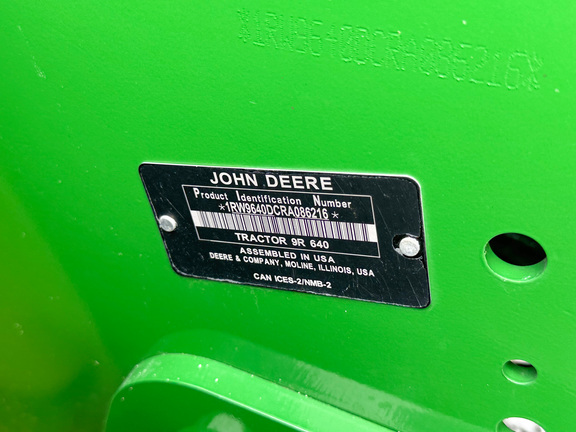 *1RW9640DCRA086216*
JOHN DEERE
Product Identification Number
*1RW9640DCRA086216*
TRACTOR 9R 640
ASSEMBLED IN USA
DEERE & COMPANY, MOLINE, ILLINOIS, USA
CAN ICES-2/NMB-2